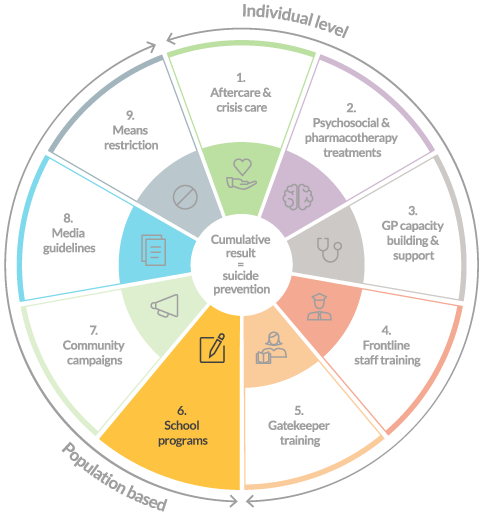 Individual level
1.
Aftercare &
crisis care
2.
Psychosocial &
pharmacotherapy
treatments
3.
GP capacity
building &
support
4.
Frontline
staff training
5.
Gatekeeper
training
6.
School
programs
7.
Community
campaigns
8.
Media
guidelines
9.
Means
restriction
Cumulative
result
=
suicide
prevention
Population based